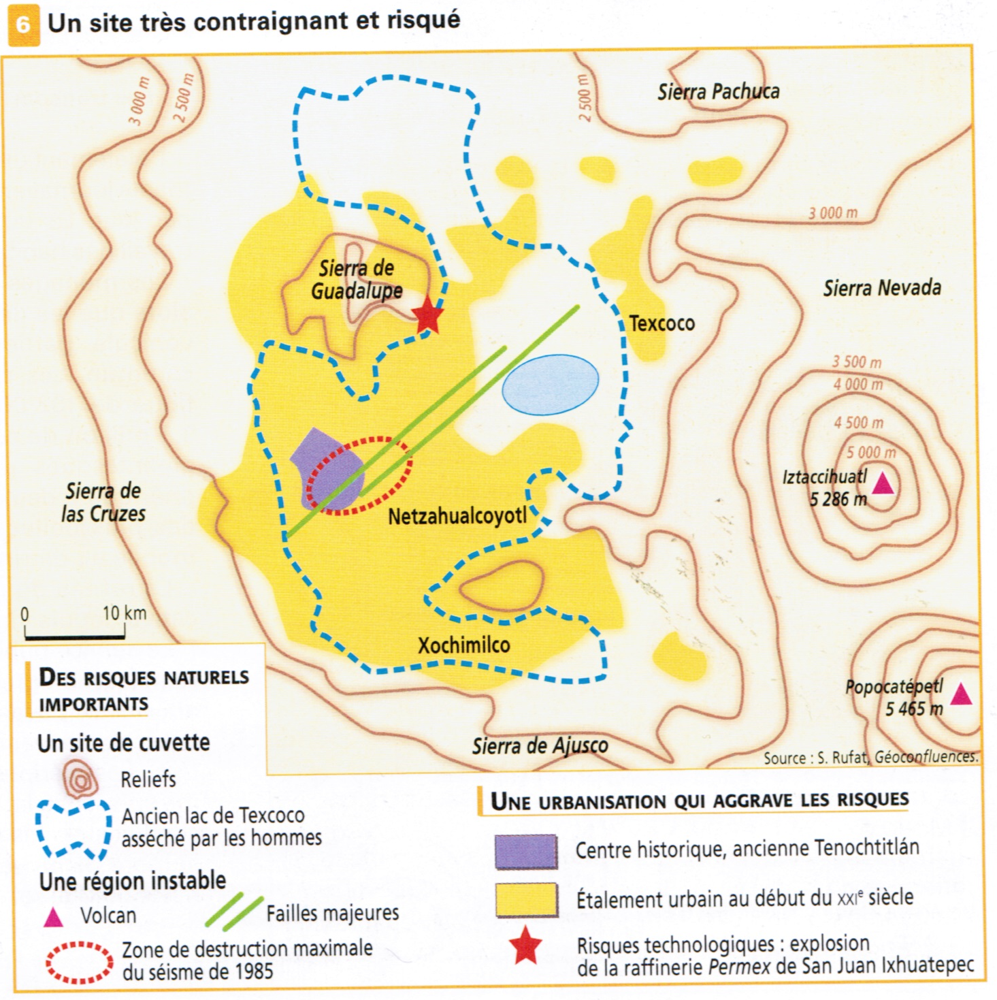 6 Un site très contraignant et risqué
3 000 m
2 500 m
2 500 m
Sierra Pachuca
3 000 m
Sierra de
Guadalupe
Sierra Nevada
Texcoco
3 500 m
4 000 m
4 500 m
5 000 m
Iztaccihuatl
5 286 m
Sierra de
las Cruzes
Netzahualcoyotl
0 10 km
Xochimilco
Popocatépetl
5 465 m
Sierra de Ajusco
Source : S. Rufat, Géoconfluences.
DES RISQUES NATURELS
IMPORTANTS
Un site de cuvette
Reliefs
Ancien lac de Texcoco
asséché par les hommes
Une région instable
Volcan
Failles majeures
Zone de destruction maximale
du séisme de 1985
UNE URBANISATION QUI AGGRAVE LES RISQUES
Centre historique, ancienne Tenochtitlán
Étalement urbain au début du XXIe siècle
Risques technologiques : explosion
de la raffinerie Permex de San Juan Ixhuatepec